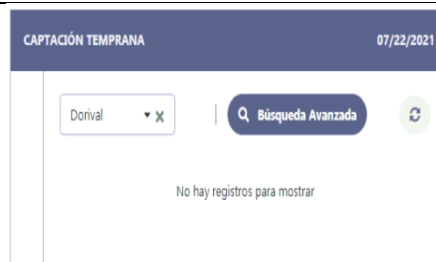 CAPTACIÓN TEMPRANA 07/22/2021
Dorival Búsqueda Avanzada
No hay registros para mostrar